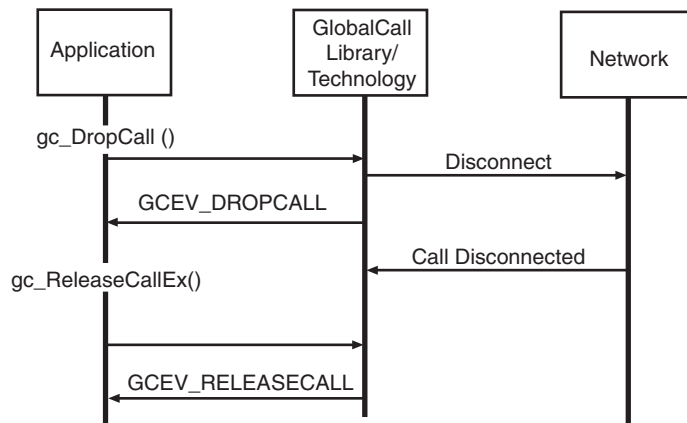 Application
GlobalCall
Library/
Technology
Network
gc_DropCall ()
Disconnect
GCEV_DROPCALL
Call Disconnected
gc_ReleaseCallEx()
GCEV_RELEASECALL